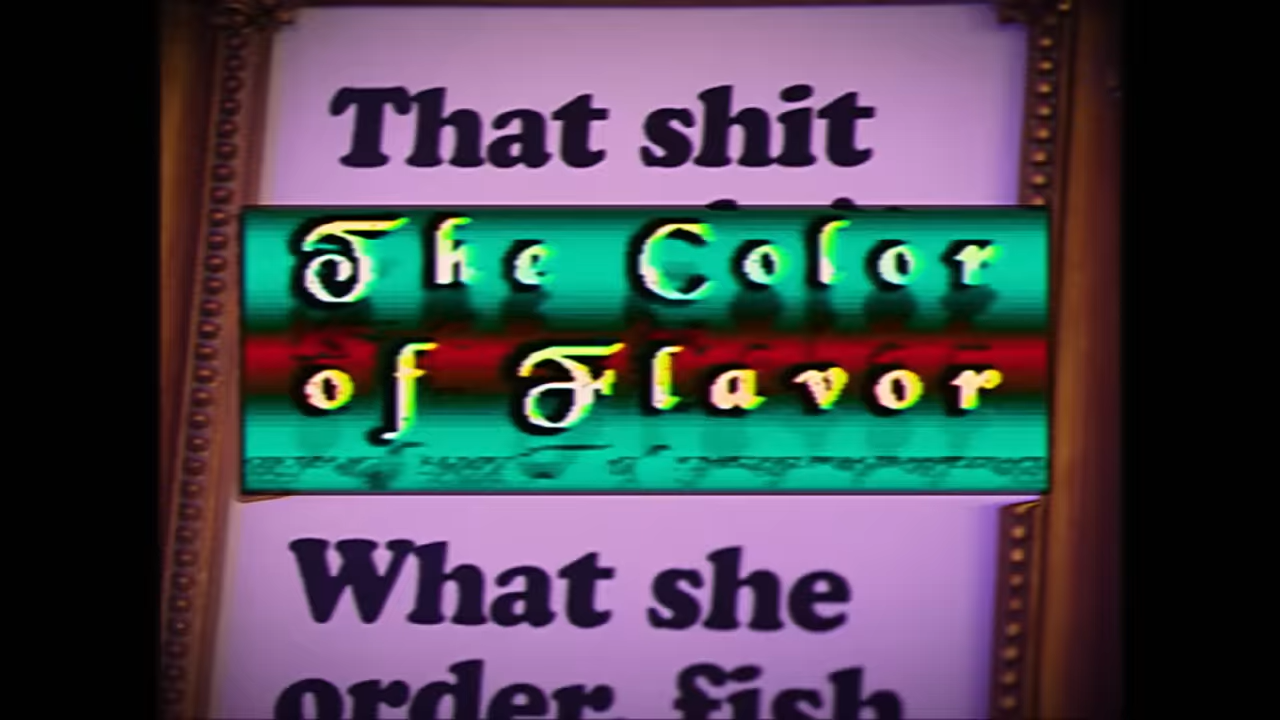 That shit
The Color
of Flavor
What she
order, fish